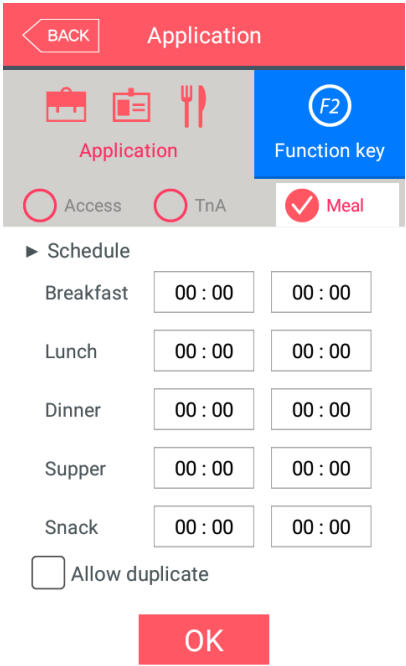 BACK Application
F2
Application Function key
Access TnA Meal
► Schedule
Breakfast 00 : 00 00 : 00
Lunch 00 : 00 00 : 00
Dinner 00 : 00 00 : 00
Supper 00 : 00 00 : 00
Snack 00 : 00 00 : 00
Allow duplicate
OK